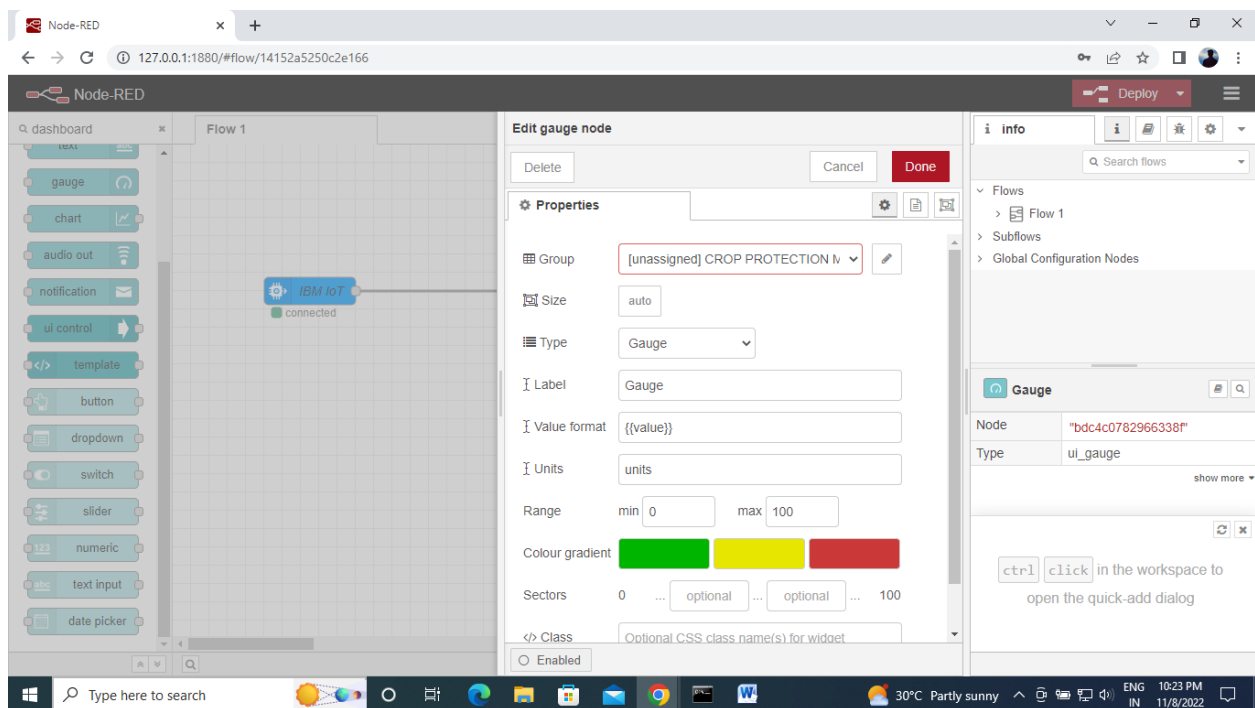 Node-RED
127.0.0.1:1880/#flow/14152a5250c2e166
Node-RED
Deploy
dashboard
Flow 1
Edit gauge node
info
Delete
Cancel
Done
Search flows
Properties
Flows
Flow 1
Subflows
Global Configuration Nodes
text
abc
gauge
chart
audio out
notification
ui control
template
button
dropdown
switch
slider
123
numeric
abc
text input
date picker
IBM IoT
connected
Group
[unassigned] CROP PROTECTION
Size
auto
Type
Gauge
Label
Gauge
Value format
{{value}}
Units
units
Range
min 0
max 100
Colour gradient
Sectors
0 ... optional ... optional ... 100
</> Class
Optional CSS class name(s) for widget
Enabled
Gauge
Node
"bdc4c0782966338f"
Type
ui_gauge
show more
ctrl click in the workspace to
open the quick-add dialog
Type here to search
30°C Partly sunny
ENG
IN
10:23 PM
11/8/2022